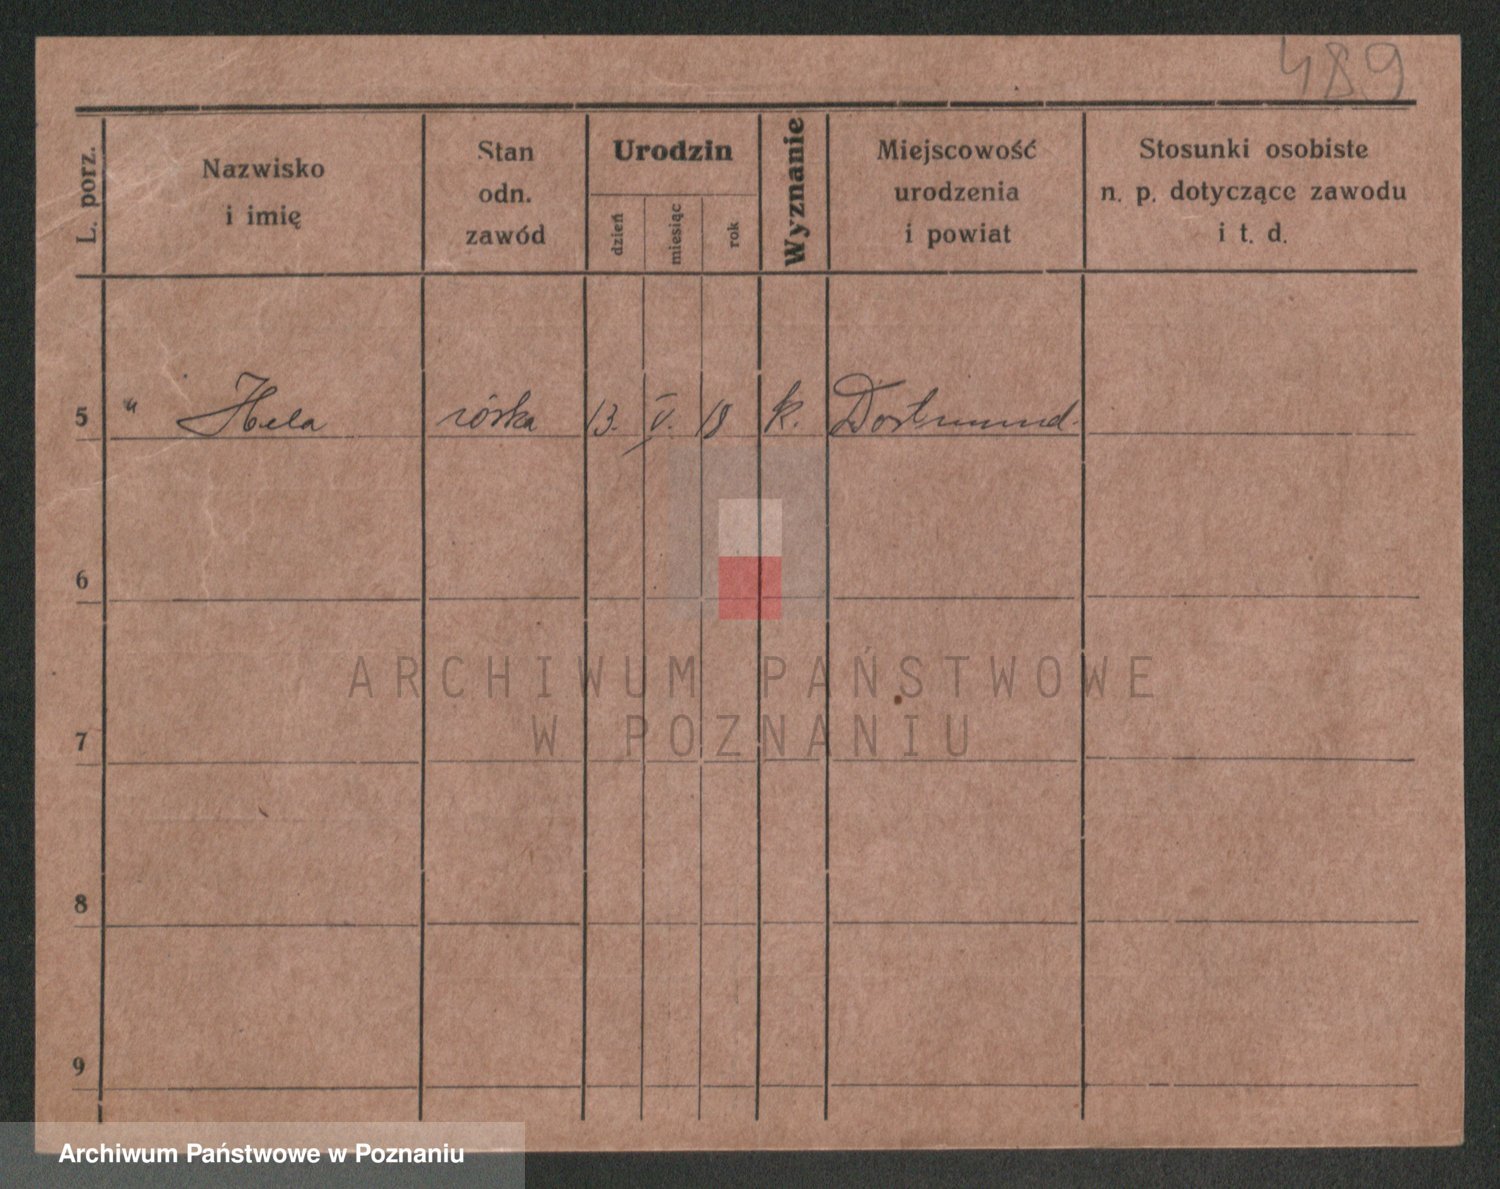 489
L. porz.
Nazwisko
i imię
Stan
odn.
zawód
Urodzin
dzień
miesiąc
rok
Wyznanie
Miejscowość
urodzenia
i powiat
Stosunki osobiste
n. p. dotyczące zawodu
i t. d.
5 " Hela córka 13. V. 18 k. Dortmund
6
7
8
9
ARCHIWUM PAŃSTWOWE
W POZNANIU
Archiwum Państwowe w Poznaniu